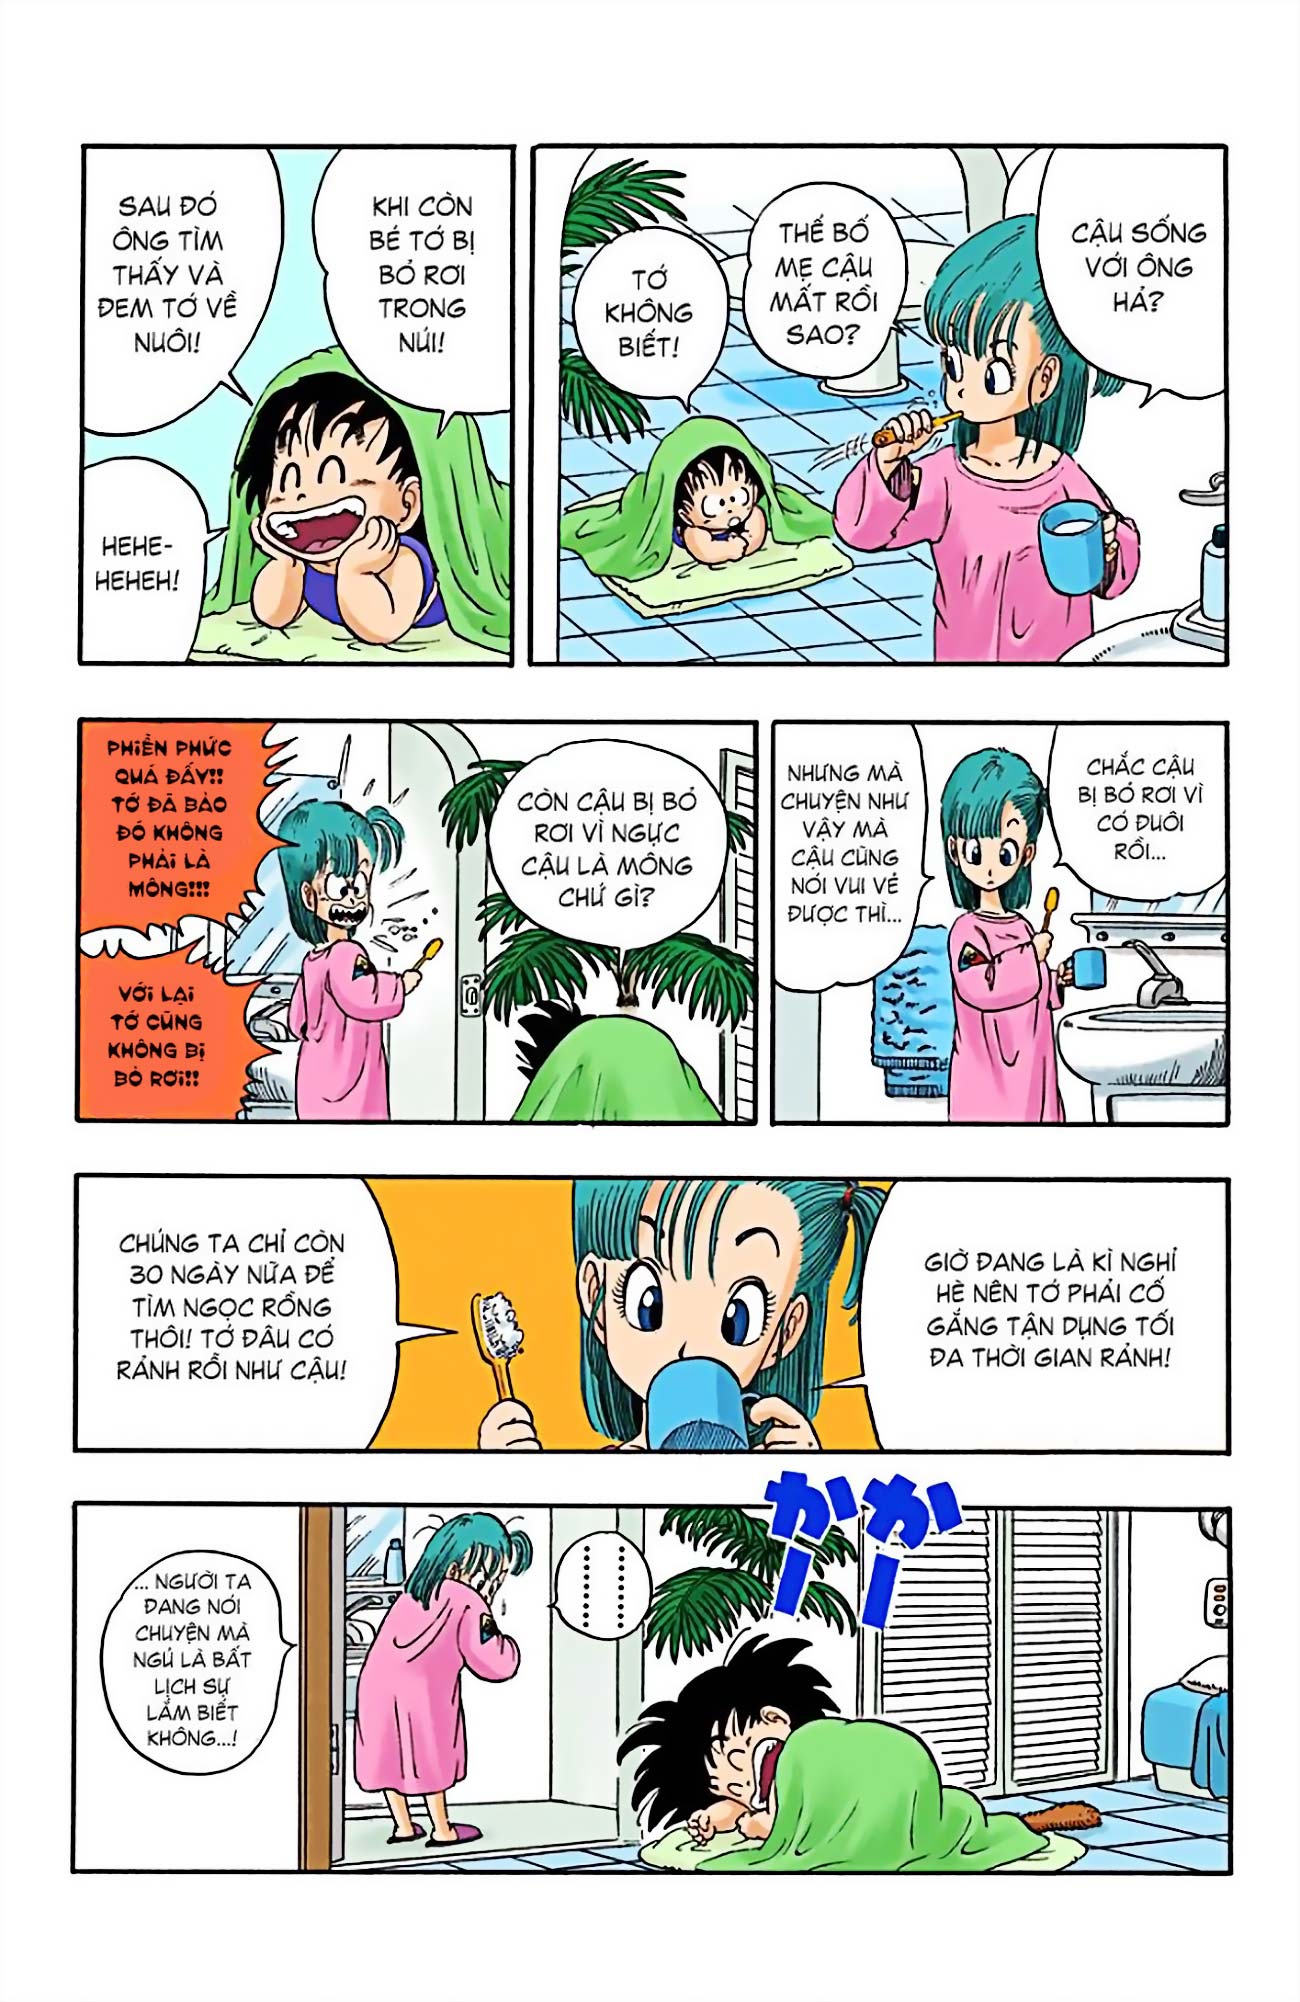 CẬU SỐNG
VỚI ÔNG
HẢ?
THẾ BỐ
MẸ CẬU
MẤT RỒI
SAO?
TỚ
KHÔNG
BIẾT!
KHI CÒN
BÉ TỚ BỊ
BỎ RƠI
TRONG
NÚI!
SAU ĐÓ
ÔNG TÌM
THẤY VÀ
ĐEM TỚ VỀ
NUÔI!
HEHE-
HEHEH!
CHẮC CẬU
BỊ BỎ RƠI VÌ
CÓ ĐUÔI
RỒI...
NHƯNG MÀ
CHUYỆN NHƯ
VẬY MÀ
CẬU CŨNG
NÓI VUI VẺ
ĐƯỢC THÌ...
CÒN CẬU BỊ BỎ
RƠI VÌ NGỰC
CẬU LÀ MÔNG
CHỨ GÌ?
PHIỀN PHỨC
QUÁ ĐẤY!!
TỚ ĐÃ BẢO
ĐÓ KHÔNG
PHẢI LÀ
MÔNG!!!
VỚI LẠI
TỚ CŨNG
KHÔNG BỊ
BỎ RƠI!!
GIỜ ĐANG LÀ KÌ NGHỈ
HÈ NÊN TỚ PHẢI CỐ
GẮNG TẬN DỤNG TỐI
ĐA THỜI GIAN RẢNH!
CHÚNG TA CHỈ CÒN
30 NGÀY NỮA ĐỂ
TÌM NGỌC RỒNG
THÔI! TỚ ĐÂU CÓ
RẢNH RỖI NHƯ CẬU!
かー
かー
... NGƯỜI TA
ĐANG NÓI
CHUYỆN MÀ
NGỦ LÀ BẤT
LỊCH SỰ
LẮM BIẾT
KHÔNG...!